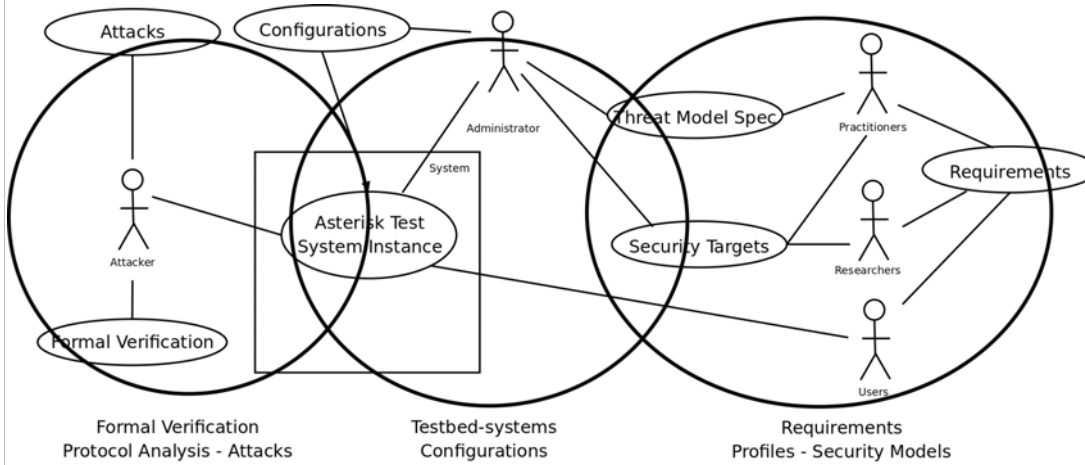 Attacks
Configurations
Administrator
Threat Model Spec
Practitioners
System
Requirements
Asterisk Test
System Instance
Security Targets
Attacker
Researchers
Formal Verification
Users
Formal Verification
Protocol Analysis - Attacks
Testbed-systems
Configurations
Requirements
Profiles - Security Models